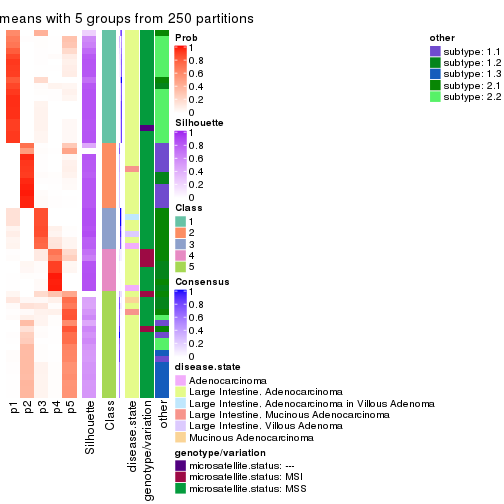 means with 5 groups from 250 partitions
Prob
1
0.8
0.6
0.4
0.2
0
Silhouette
1
0.8
0.6
0.4
0.2
0
Class
1
2
3
4
5
Consensus
1
0.8
0.6
0.4
0.2
0
disease.state
Adenocarcinoma
Large Intestine. Adenocarcinoma
Large Intestine. Adenocarcinoma in Villous Adenoma
Large Intestine. Mucinous Adenocarcinoma
Large Intestine. Villous Adenoma
Mucinous Adenocarcinoma
genotype/variation
microsatellite.status: ---
microsatellite.status: MSI
microsatellite.status: MSS
other
subtype: 1.1
subtype: 1.2
subtype: 1.3
subtype: 2.1
subtype: 2.2
p1
p2
p3
p4
p5
Silhouette
Class
disease.state
genotype/variation
other